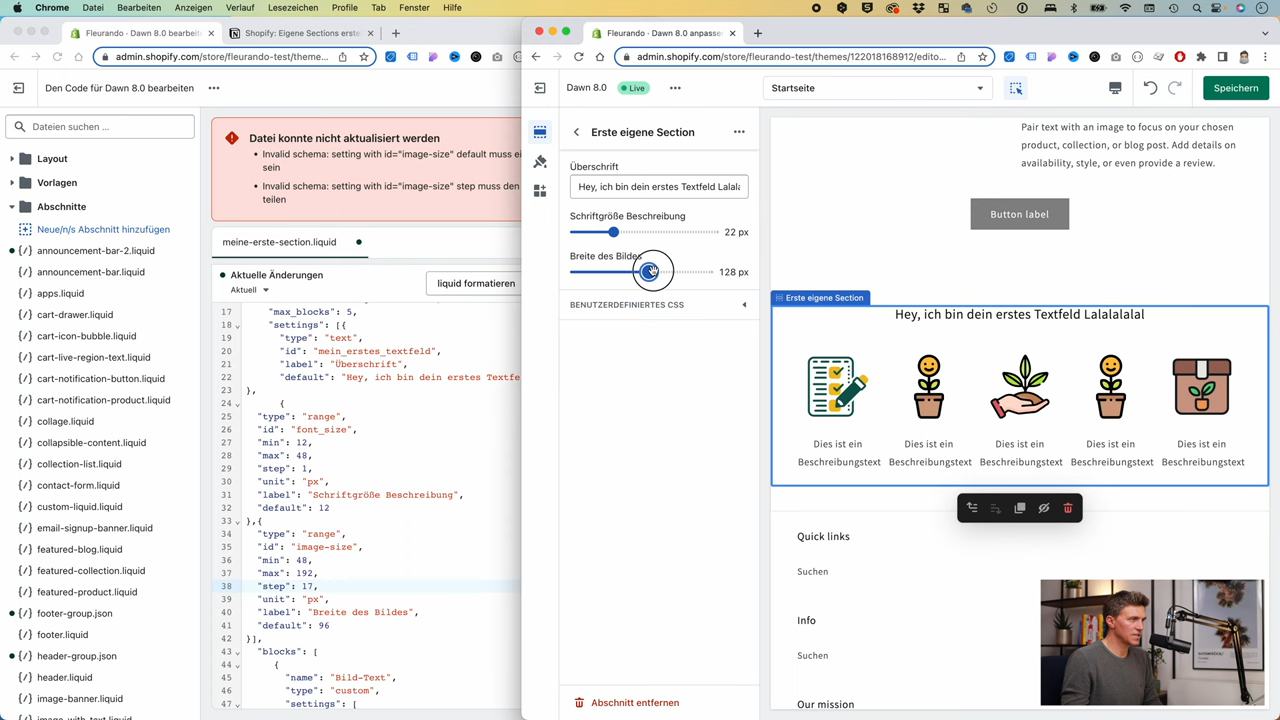 Chrome Datei Bearbeiten Anzeigen Verlauf Lesezeichen Profile Tab Fenster Hilfe
Fleurando · Dawn 8.0 bearbeit
Shopify: Eigene Sections erste
Fleurando · Dawn 8.0 anpasse
admin.shopify.com/store/fleurando-test/theme...
admin.shopify.com/store/fleurando-test/themes/122018168912/edito...
Den Code für Dawn 8.0 bearbeiten
Dawn 8.0
Live
Startseite
Speichern
Dateien suchen ...
Layout
Vorlagen
Abschnitte
Neue/n/s Abschnitt hinzufügen
{/} announcement-bar-2.liquid
{/} announcement-bar.liquid
{/} apps.liquid
{/} cart-drawer.liquid
{/} cart-icon-bubble.liquid
{/} cart-live-region-text.liquid
{/} cart-notification-button.liquid
{/} cart-notification-product.liquid
{/} collage.liquid
{/} collapsible-content.liquid
{/} collection-list.liquid
{/} contact-form.liquid
{/} custom-liquid.liquid
{/} email-signup-banner.liquid
{/} featured-blog.liquid
{/} featured-collection.liquid
{/} featured-product.liquid
{/} footer-group.json
{/} footer.liquid
{/} header-group.json
{/} header.liquid
{/} image-banner.liquid
{/} image-with-text.liquid
Datei konnte nicht aktualisiert werden
Invalid schema: setting with id="image-size" default muss ei
sein
Invalid schema: setting with id="image-size" step muss den
teilen
meine-erste-section.liquid
Aktuelle Änderungen
Aktuell
liquid formatieren
17 "max_blocks": 5,
18 "settings": [{
19 "type": "text",
20 "id": "mein_erstes_textfeld",
21 "label": "Überschrift",
22 "default": "Hey, ich bin dein erstes Textfe
23 },
24 {
25 "type": "range",
26 "id": "font_size",
27 "min": 12,
28 "max": 48,
29 "step": 1,
30 "unit": "px",
31 "label": "Schriftgröße Beschreibung",
32 "default": 12
33 },{
34 "type": "range",
35 "id": "image-size",
36 "min": 48,
37 "max": 192,
38 "step": 17,
39 "unit": "px",
40 "label": "Breite des Bildes",
41 "default": 96
42 }],
43 "blocks": [
44 {
45 "name": "Bild-Text",
46 "type": "custom",
47 "settings": [
Erste eigene Section
Überschrift
Hey, ich bin dein erstes Textfeld Lalala
Schriftgröße Beschreibung
22 px
Breite des Bildes
128 px
BENUTZERDEFINIERTES CSS
Abschnitt entfernen
Pair text with an image to focus on your chosen
product, collection, or blog post. Add details on
availability, style, or even provide a review.
Button label
Erste eigene Section
Hey, ich bin dein erstes Textfeld Lalalalalal
Dies ist ein Dies ist ein Dies ist ein Dies ist ein Dies ist ein
Beschreibungstext Beschreibungstext Beschreibungstext Beschreibungstext Beschreibungstext
Quick links
Suchen
Info
Suchen
Our mission